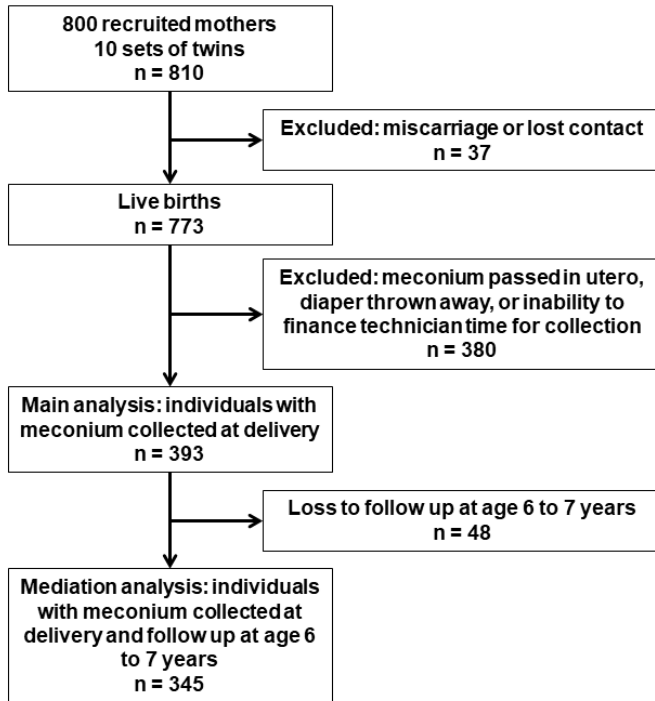 800 recruited mothers
10 sets of twins
n = 810
Excluded: miscarriage or lost contact
n = 37
Live births
n = 773
Excluded: meconium passed in utero,
diaper thrown away, or inability to
finance technician time for collection
n = 380
Main analysis: individuals with
meconium collected at delivery
n = 393
Loss to follow up at age 6 to 7 years
n = 48
Mediation analysis: individuals
with meconium collected at
delivery and follow up at age 6
to 7 years
n = 345